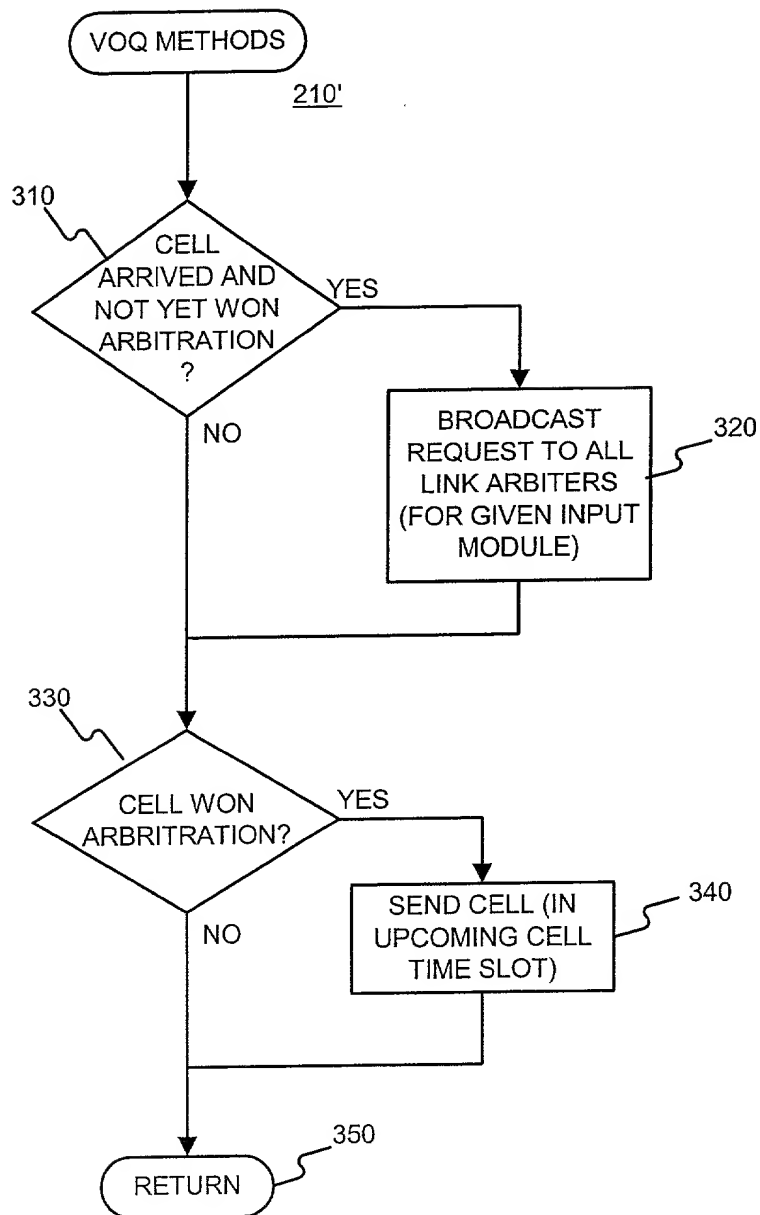 VOQ METHODS
210'
310
CELL
ARRIVED AND
NOT YET WON
ARBITRATION
?
YES
NO
BROADCAST
REQUEST TO ALL
LINK ARBITERS
(FOR GIVEN INPUT
MODULE)
320
330
CELL WON
ARBRITRATION?
YES
NO
SEND CELL (IN
UPCOMING CELL
TIME SLOT)
340
RETURN
350